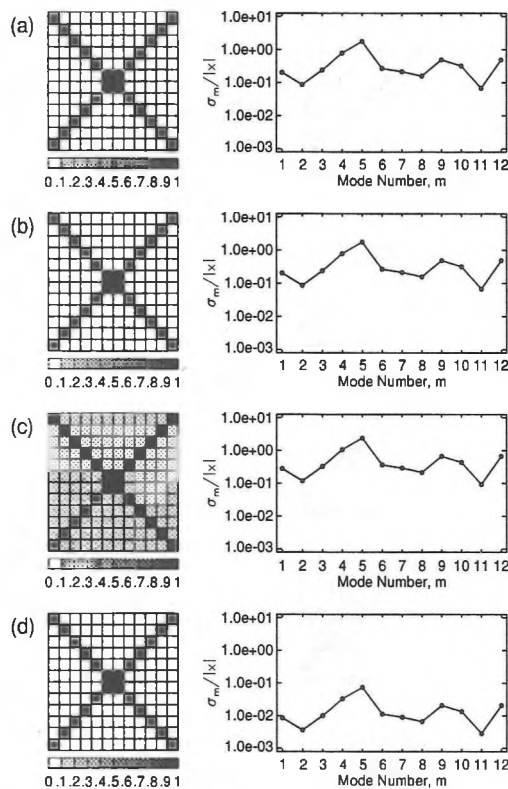 (a)
0.1.2.3.4.5.6.7.8.9 1
σm/|x|
1.0e+01
1.0e+00
1.0e-01
1.0e-02
1.0e-03
1 2 3 4 5 6 7 8 9 10 11 12
Mode Number, m
(b)
0.1.2.3.4.5.6.7.8.9 1
σm/|x|
1.0e+01
1.0e+00
1.0e-01
1.0e-02
1.0e-03
1 2 3 4 5 6 7 8 9 10 11 12
Mode Number, m
(c)
0.1.2.3.4.5.6.7.8.9 1
σm/|x|
1.0e+01
1.0e+00
1.0e-01
1.0e-02
1.0e-03
1 2 3 4 5 6 7 8 9 10 11 12
Mode Number, m
(d)
0.1.2.3.4.5.6.7.8.9 1
σm/|x|
1.0e+01
1.0e+00
1.0e-01
1.0e-02
1.0e-03
1 2 3 4 5 6 7 8 9 10 11 12
Mode Number, m